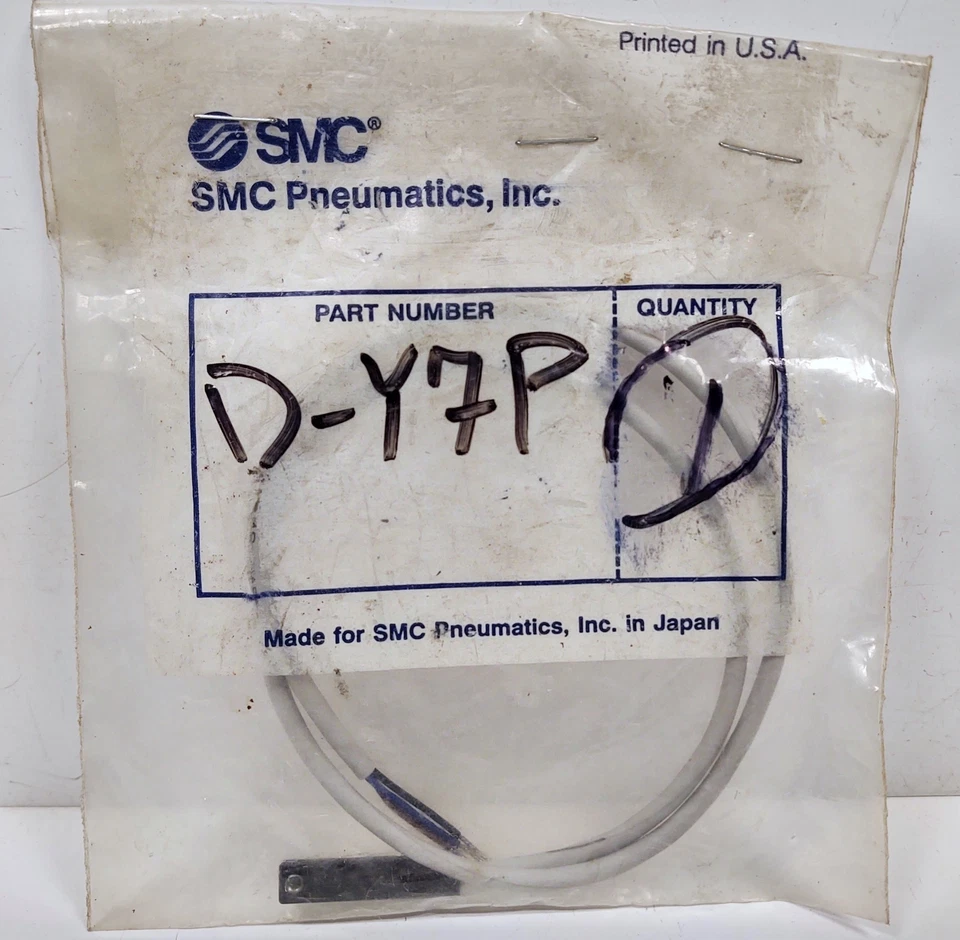 Printed in U.S.A.
SMC®
SMC Pneumatics, Inc.
PART NUMBER QUANTITY
D-Y7P 1
Made for SMC Pneumatics, Inc. in Japan